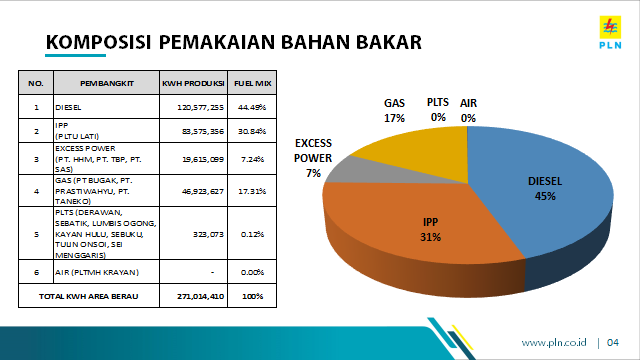 KOMPOSISI PEMAKAIAN BAHAN BAKAR
PLN
NO. PEMBANGKIT KWH PRODUKSI FUEL MIX
1 DIESEL 120,577,255 44.49%
2 IPP
(PLTU LATI) 83,575,356 30.84%
3 EXCESS POWER
(PT. HHM, PT. TBP, PT.
SAS) 19,615,099 7.24%
4 GAS (PT BUGAK, PT.
PRASTIWAHYU, PT.
TANEKO) 46,923,627 17.31%
5 PLTS (DERAWAN,
SEBATIK, LUMBIS OGONG,
KAYAN HULU, SEBUKU,
TULIN ONSOI, SEI
MENGGARIS) 323,073 0.12%
6 AIR (PLTMH KRAYAN) - 0.00%
TOTAL KWH AREA BERAU 271,014,410 100%
GAS
17%
PLTS
0%
AIR
0%
EXCESS
POWER
7%
DIESEL
45%
IPP
31%
www.pln.co.id | 04